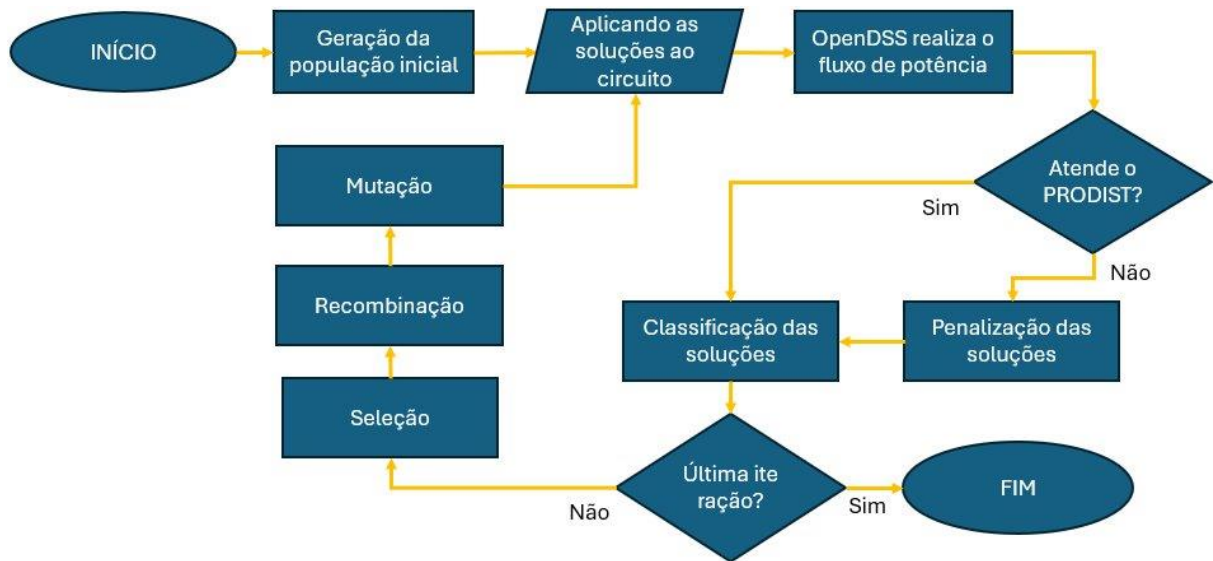 INÍCIO
Geração da
população inicial
Aplicando as
soluções ao
circuito
OpenDSS realiza o
fluxo de potência
Atende o
PRODIST?
Sim
Não
Mutação
Recombinação
Seleção
Classificação das
soluções
Penalização das
soluções
Última ite
ração?
Não
Sim
FIM